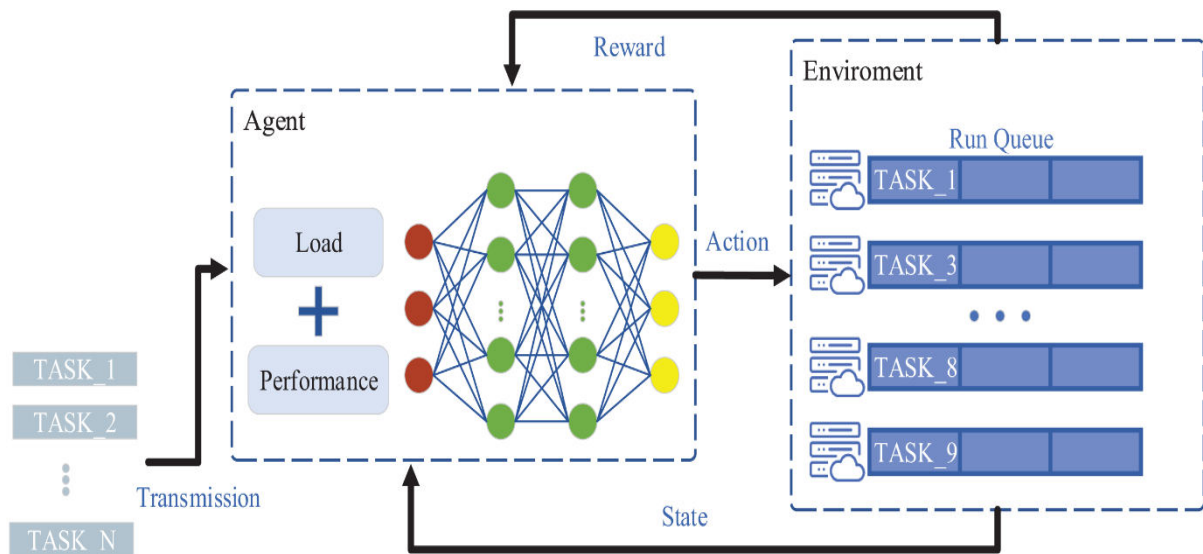 Reward
Enviroment
Agent
Run Queue
TASK_1
Load
Action
TASK_3
Performance
TASK_8
TASK_1
TASK_2
TASK_9
Transmission
State
TASK_N